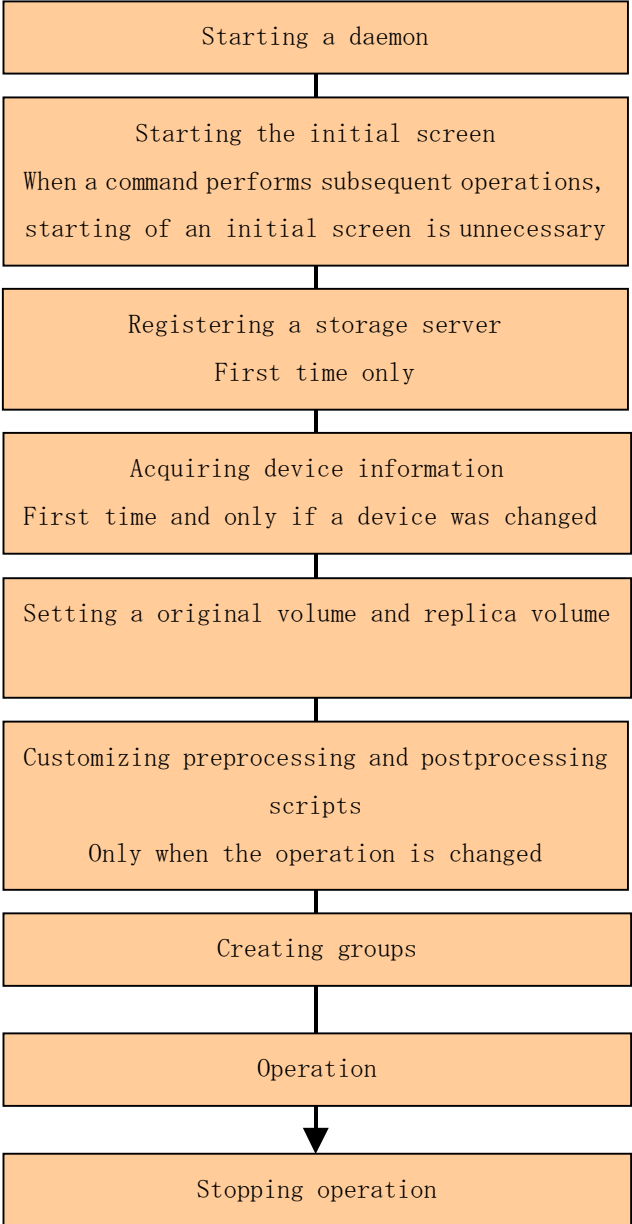 Starting a daemon
Starting the initial screen
When a command performs subsequent operations,
starting of an initial screen is unnecessary
Registering a storage server
First time only
Acquiring device information
First time and only if a device was changed
Setting a original volume and replica volume
Customizing preprocessing and postprocessing
scripts
Only when the operation is changed
Creating groups
Operation
Stopping operation